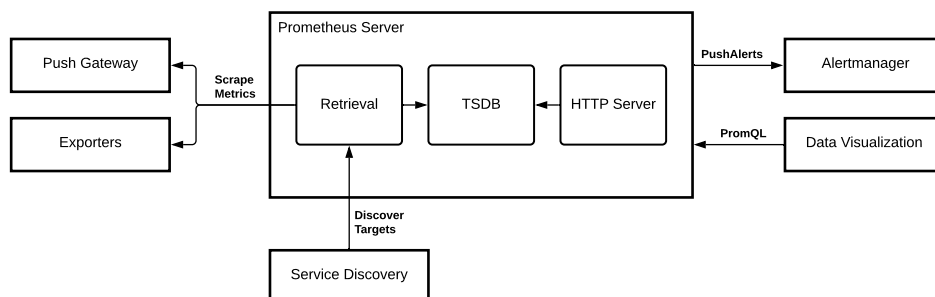 Prometheus Server
Push Gateway
Scrape
Metrics
Exporters
Retrieval
TSDB
HTTP Server
PushAlerts
Alertmanager
PromQL
Data Visualization
Discover
Targets
Service Discovery